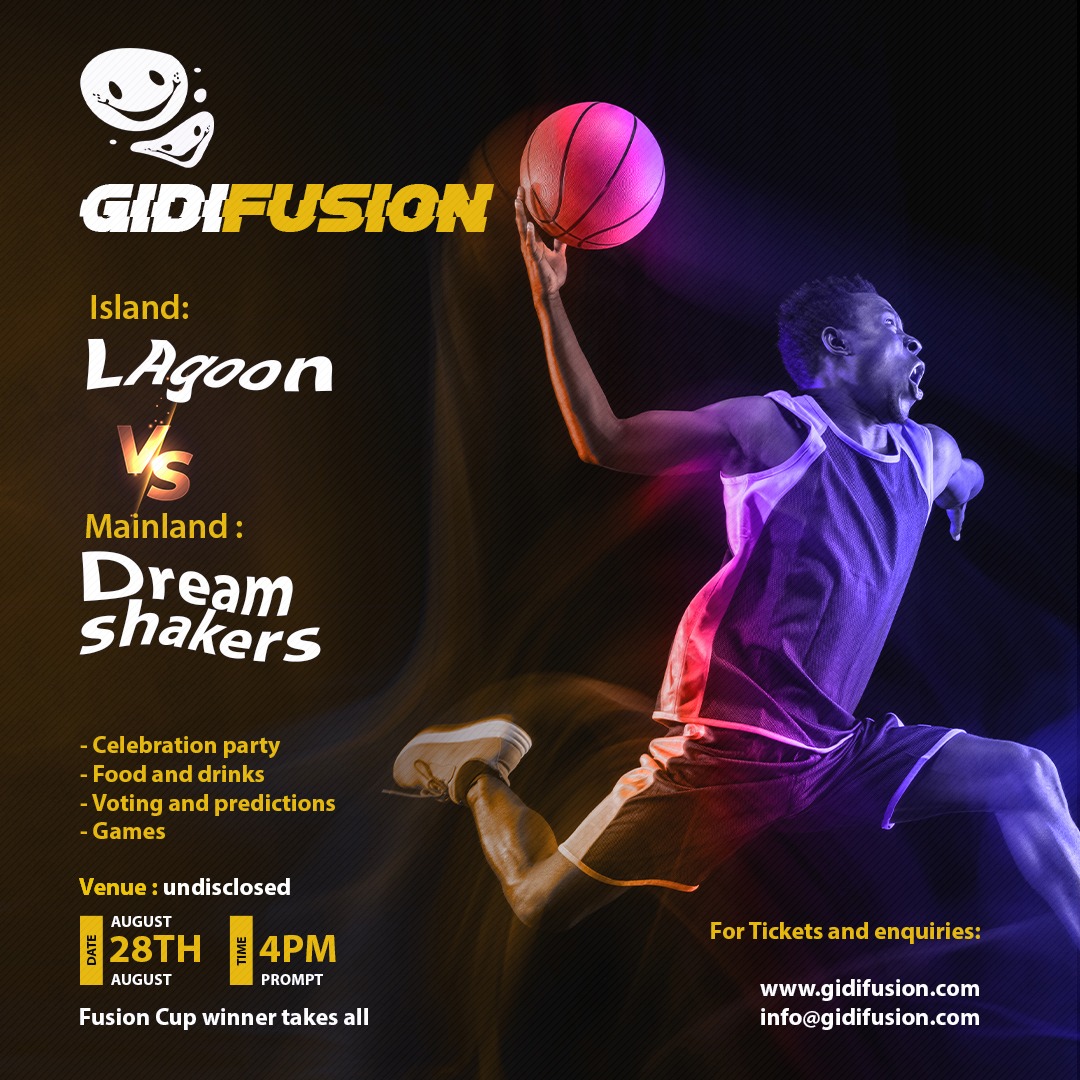 GIDIFUSION
Island:
LAgoon
VS
Mainland :
Dream
shakers
- Celebration party
- Food and drinks
- Voting and predictions
- Games
Venue : undisclosed
DATE
AUGUST
28TH
AUGUST
TIME
4PM
PROMPT
Fusion Cup winner takes all
For Tickets and enquiries:
www.gidifusion.com
info@gidifusion.com